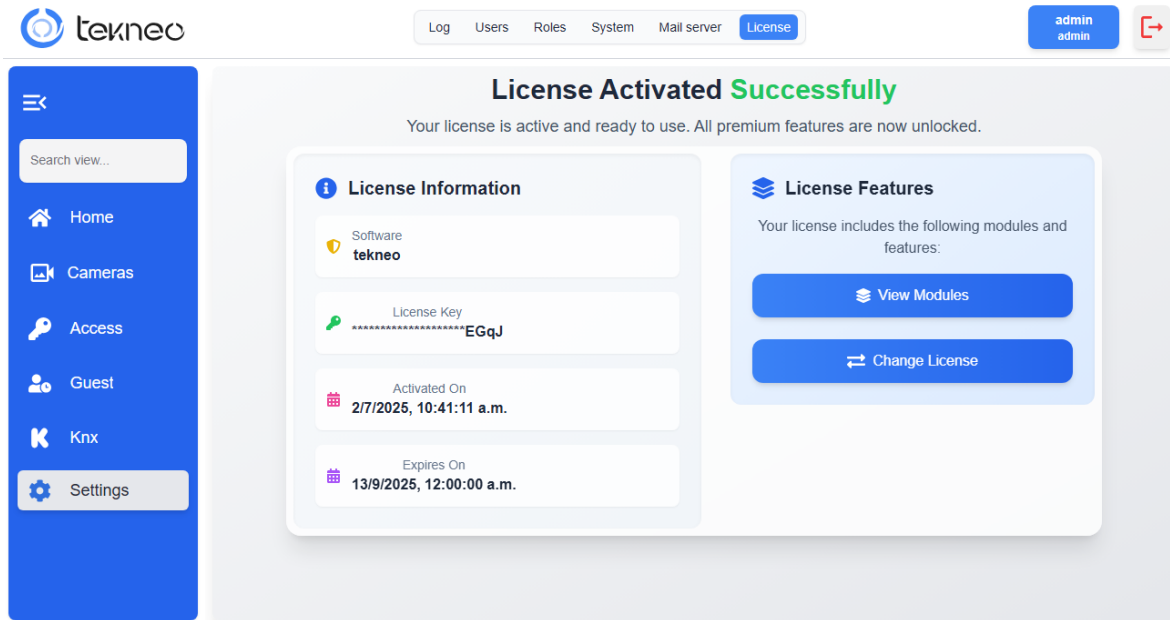 tekneo
Log Users Roles System Mail server License
admin
admin
Search view...
Home
Cameras
Access
Guest
Knx
Settings
License Activated Successfully
Your license is active and ready to use. All premium features are now unlocked.
License Information
Software
tekneo
License Key
********************EGqJ
Activated On
2/7/2025, 10:41:11 a.m.
Expires On
13/9/2025, 12:00:00 a.m.
License Features
Your license includes the following modules and
features:
View Modules
Change License